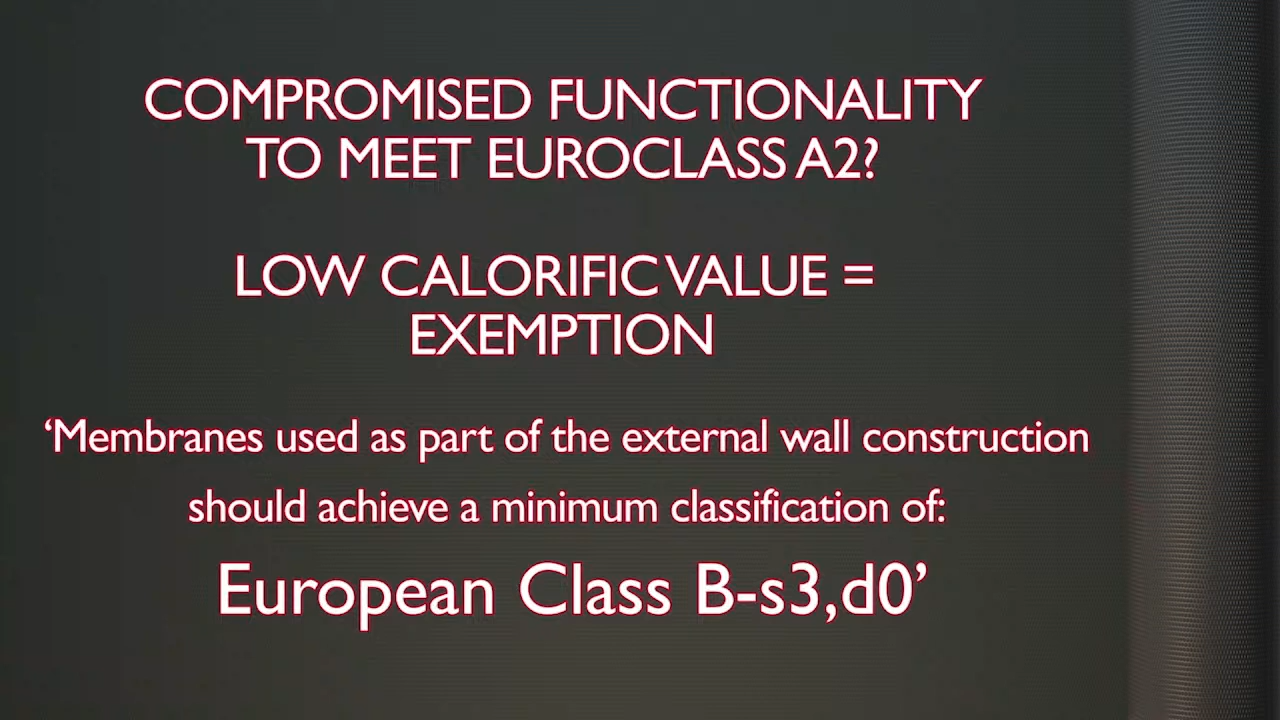 COMPROMISED FUNCTIONALITY
TO MEET EUROCLASS A2?
LOW CALORIFIC VALUE =
EXEMPTION
‘Membranes used as part of the external wall construction
should achieve a minimum classification of:
European Class B-s3,d0’